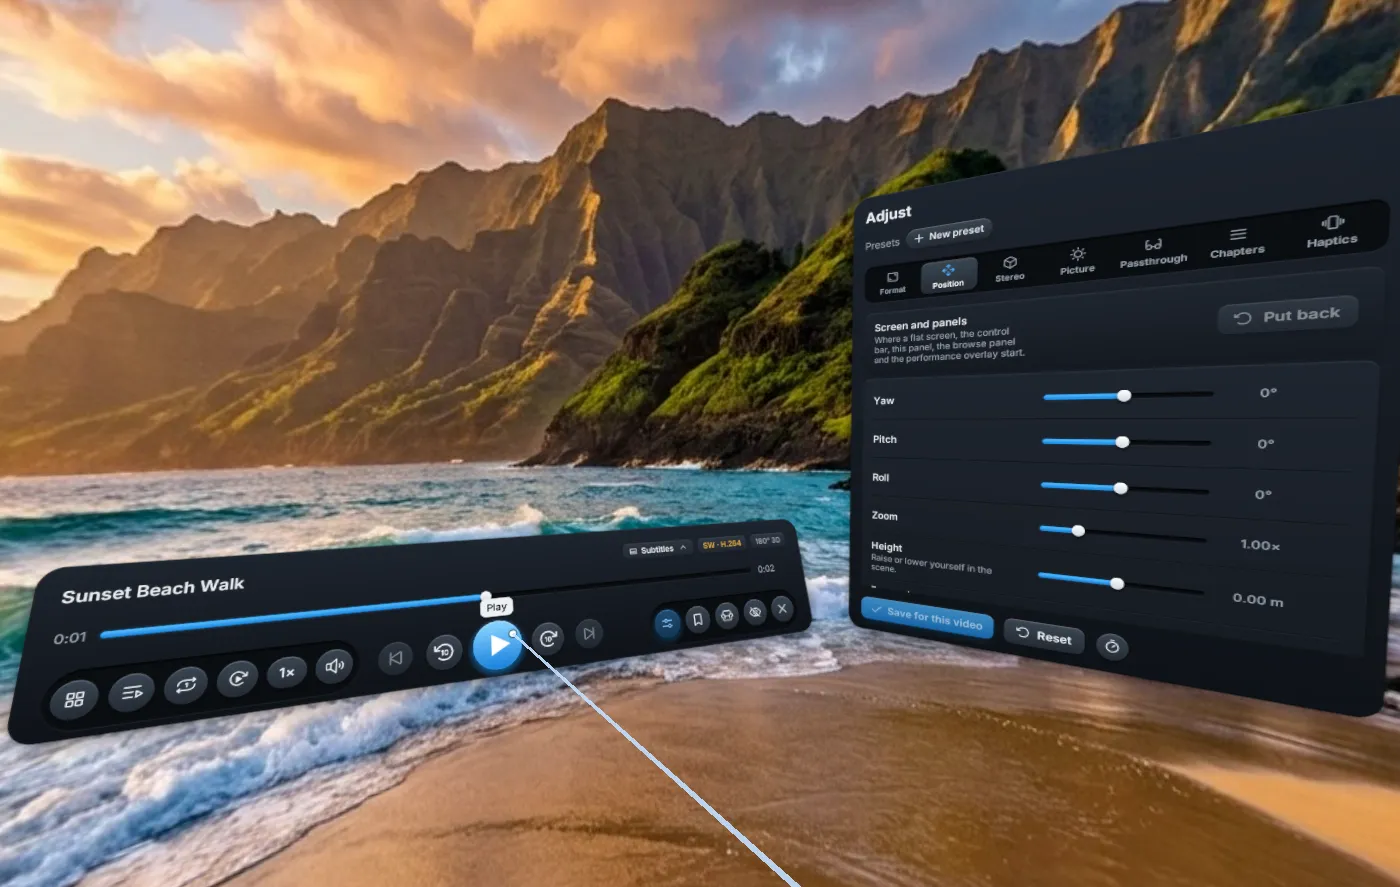 Adjust
Presets
+ New preset
Format
Position
Stereo
Picture
Passthrough
Chapters
Haptics
Screen and panels
Where a flat screen, the control
bar, this panel, the browse panel
and the performance overlay start.
Put back
Yaw
0°
Pitch
0°
Roll
0°
Zoom
1.00×
Height
Raise or lower yourself in the
scene.
0.00 m
Save for this video
Reset
Subtitles
SW · H.264
180° 3D
Sunset Beach Walk
0:01
0:02
Play
1×
10
10